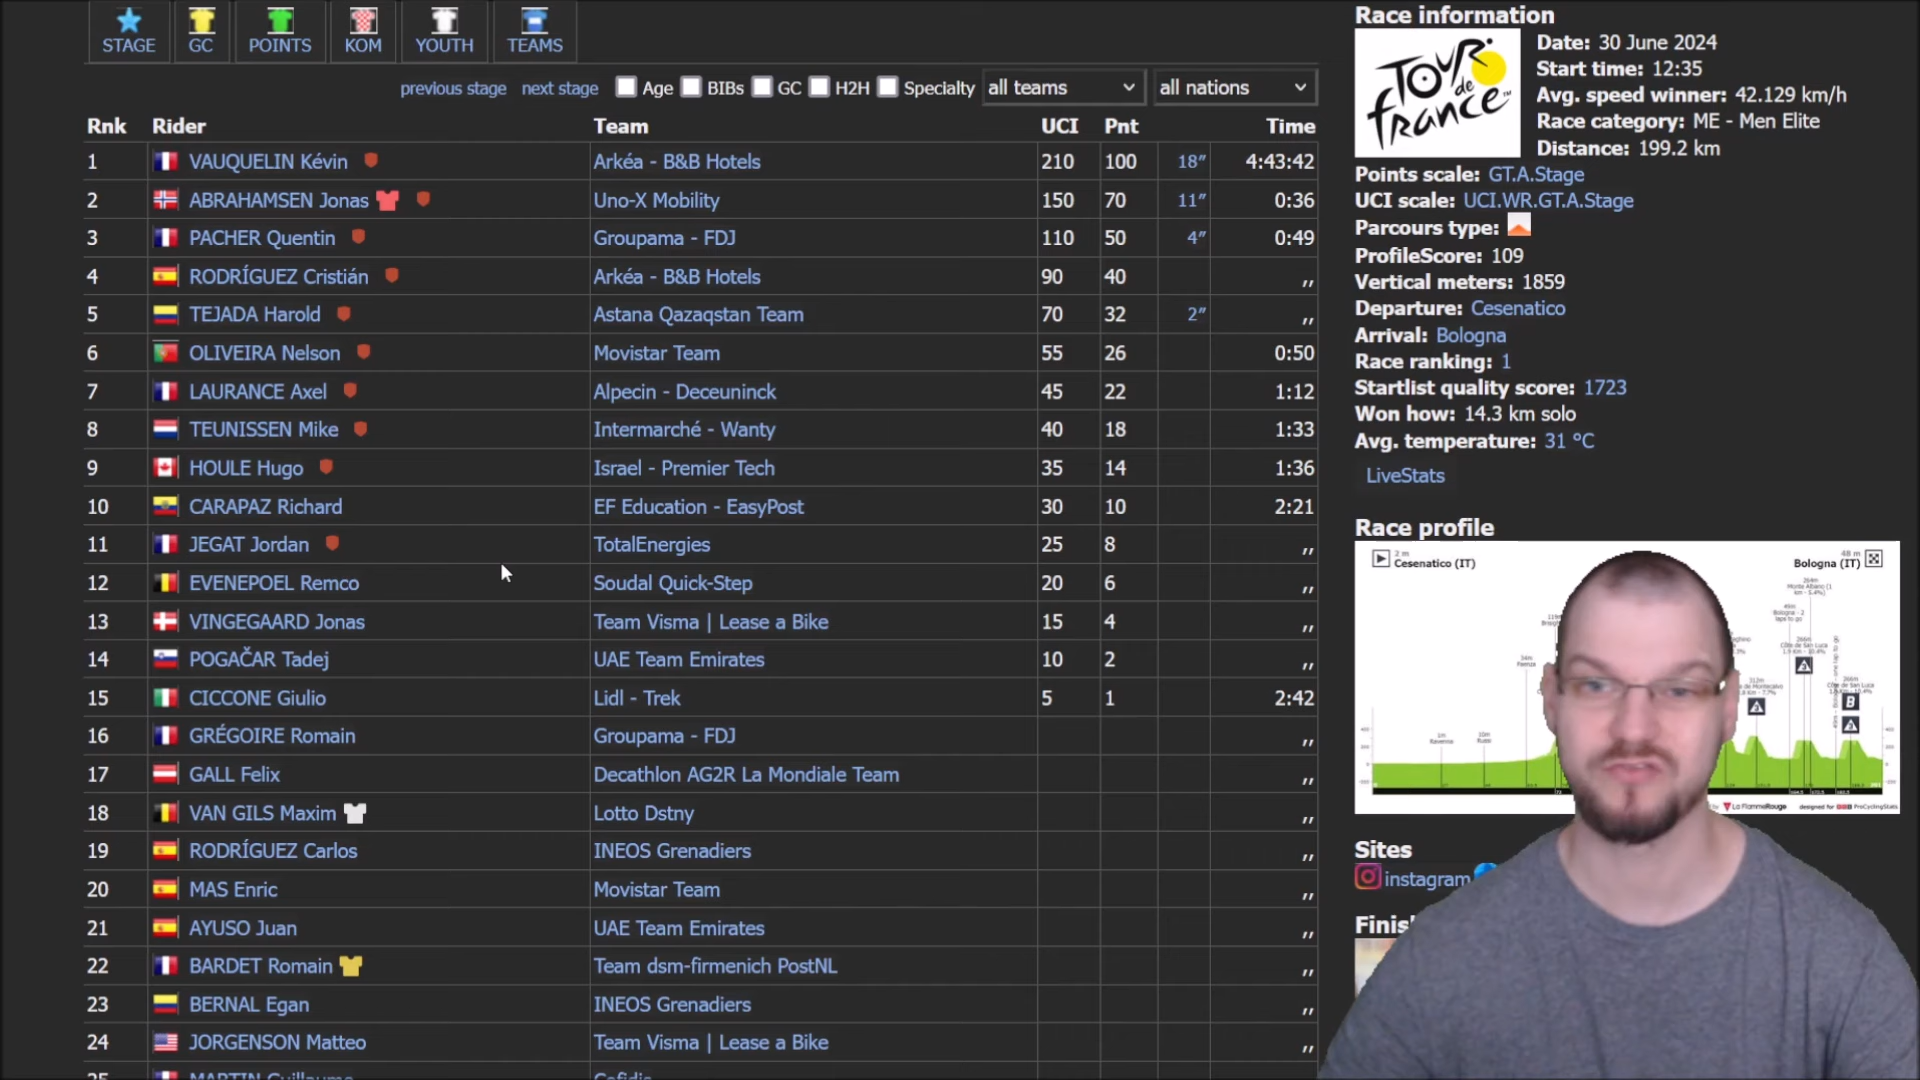 STAGE GC POINTS KOM YOUTH TEAMS
previous stage next stage Age BIBs GC H2H Specialty all teams all nations
Rnk Rider Team UCI Pnt Time
1 VAUQUELIN Kévin Arkéa - B&B Hotels 210 100 18″ 4:43:42
2 ABRAHAMSEN Jonas Uno-X Mobility 150 70 11″ 0:36
3 PACHER Quentin Groupama - FDJ 110 50 4″ 0:49
4 RODRÍGUEZ Cristián Arkéa - B&B Hotels 90 40 ,,
5 TEJADA Harold Astana Qazaqstan Team 70 32 2″ ,,
6 OLIVEIRA Nelson Movistar Team 55 26 0:50
7 LAURANCE Axel Alpecin - Deceuninck 45 22 1:12
8 TEUNISSEN Mike Intermarché - Wanty 40 18 1:33
9 HOULE Hugo Israel - Premier Tech 35 14 1:36
10 CARAPAZ Richard EF Education - EasyPost 30 10 2:21
11 JEGAT Jordan TotalEnergies 25 8 ,,
12 EVENEPOEL Remco Soudal Quick-Step 20 6 ,,
13 VINGEGAARD Jonas Team Visma | Lease a Bike 15 4 ,,
14 POGAČAR Tadej UAE Team Emirates 10 2 ,,
15 CICCONE Giulio Lidl - Trek 5 1 2:42
16 GRÉGOIRE Romain Groupama - FDJ ,,
17 GALL Felix Decathlon AG2R La Mondiale Team ,,
18 VAN GILS Maxim Lotto Dstny ,,
19 RODRÍGUEZ Carlos INEOS Grenadiers ,,
20 MAS Enric Movistar Team ,,
21 AYUSO Juan UAE Team Emirates ,,
22 BARDET Romain Team dsm-firmenich PostNL ,,
23 BERNAL Egan INEOS Grenadiers ,,
24 JORGENSON Matteo Team Visma | Lease a Bike ,,
25 MARTIN Guillaume Cofidis
Race information
TOUR de france
Date: 30 June 2024
Start time: 12:35
Avg. speed winner: 42.129 km/h
Race category: ME - Men Elite
Distance: 199.2 km
Points scale: GT.A.Stage
UCI scale: UCI.WR.GT.A.Stage
Parcours type:
ProfileScore: 109
Vertical meters: 1859
Departure: Cesenatico
Arrival: Bologna
Race ranking: 1
Startlist quality score: 1723
Won how: 14.3 km solo
Avg. temperature: 31 °C
LiveStats
Race profile
2 m
Cesenatico (IT)
48 m
Bologna (IT)
LaFlammeRouge designed for ProCyclingStats
Sites
instagram
Finis